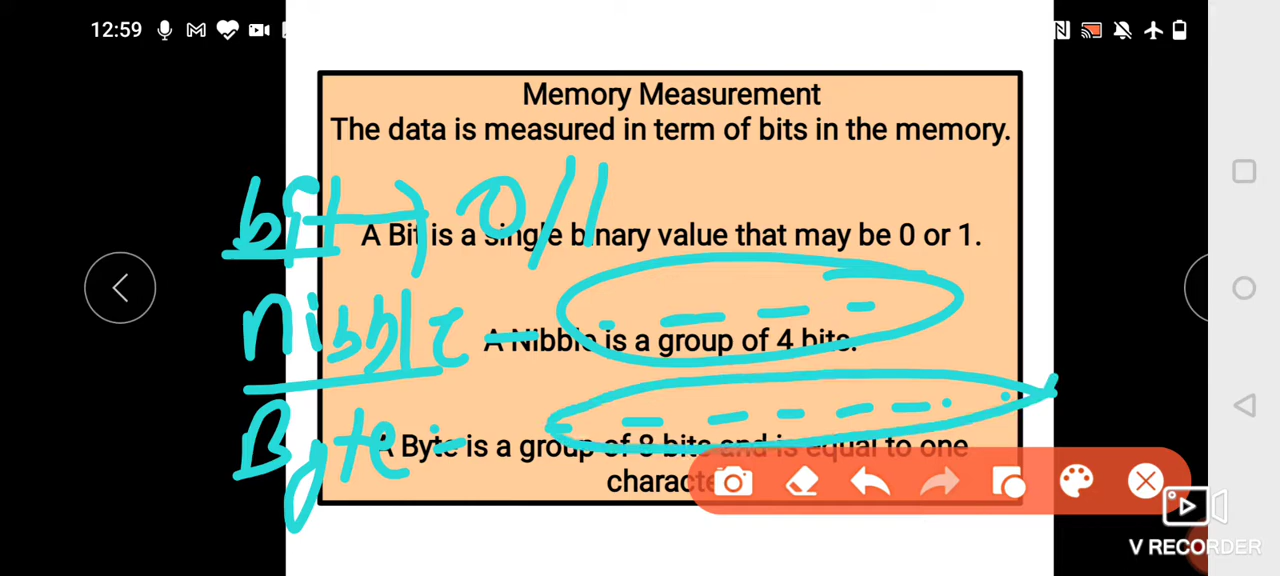 12:59
Memory Measurement
The data is measured in term of bits in the memory.
bit → 0/1
A Bit is a single binary value that may be 0 or 1.
Nibble -
A Nibble is a group of 4 bits.
Byte -
A Byte is a group of 8 bits and is equal to one
V RECORDER